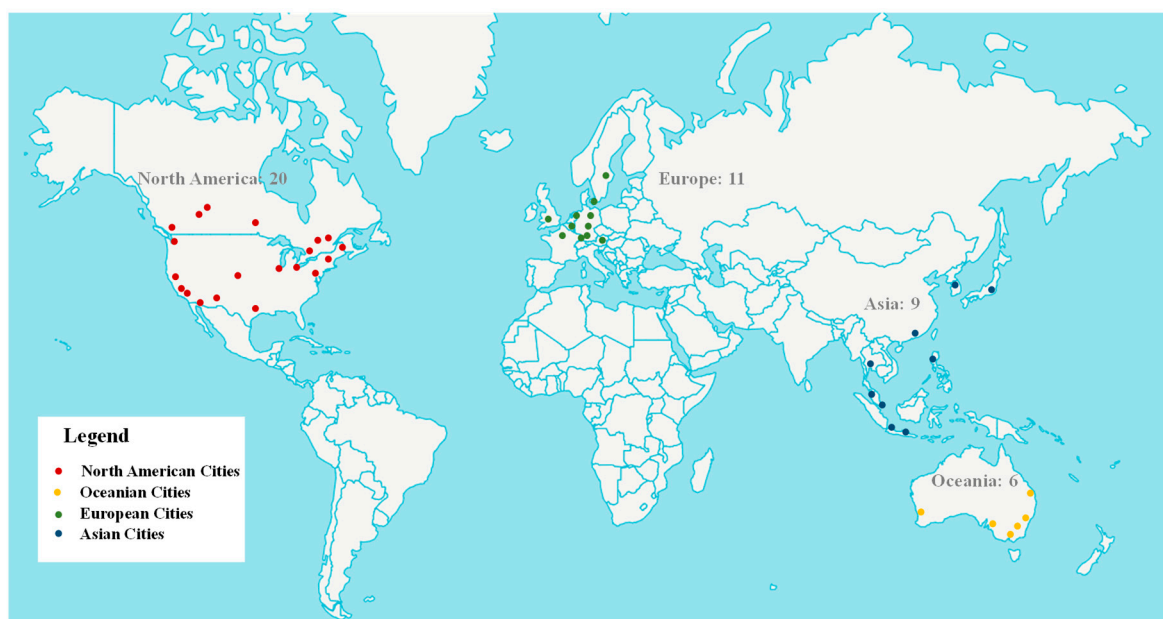 North America: 20
Europe: 11
Asia: 9
Oceania: 6
Legend
North American Cities
Oceanian Cities
European Cities
Asian Cities